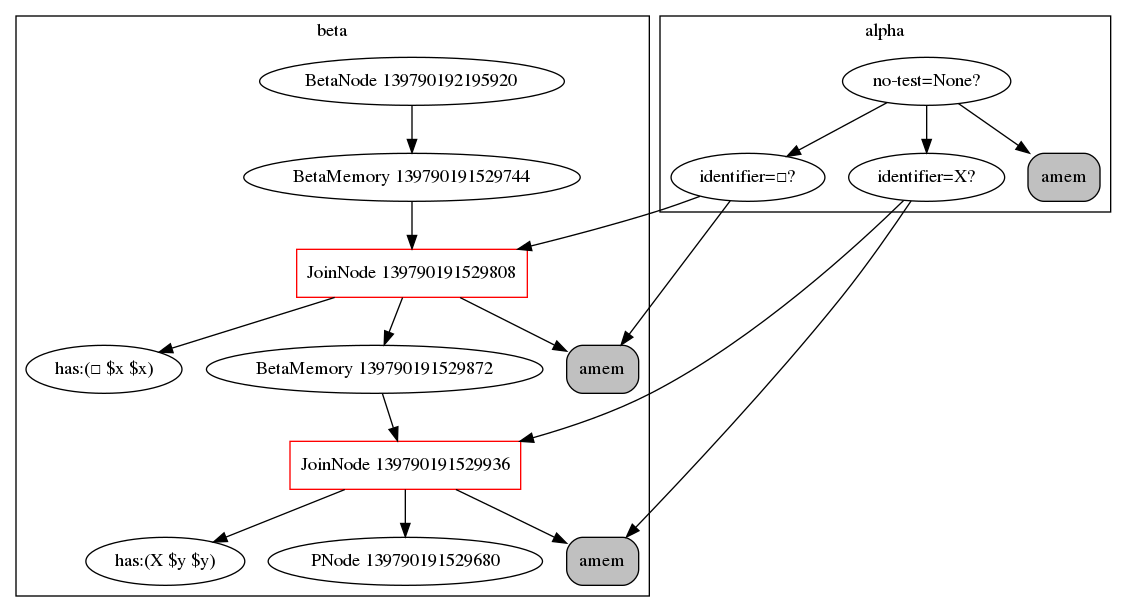 beta
alpha
BetaNode 139790192195920
no-test=None?
BetaMemory 139790191529744
identifier=□?
identifier=X?
amem
JoinNode 139790191529808
has:(□ $x $x)
BetaMemory 139790191529872
amem
JoinNode 139790191529936
has:(X $y $y)
PNode 139790191529680
amem